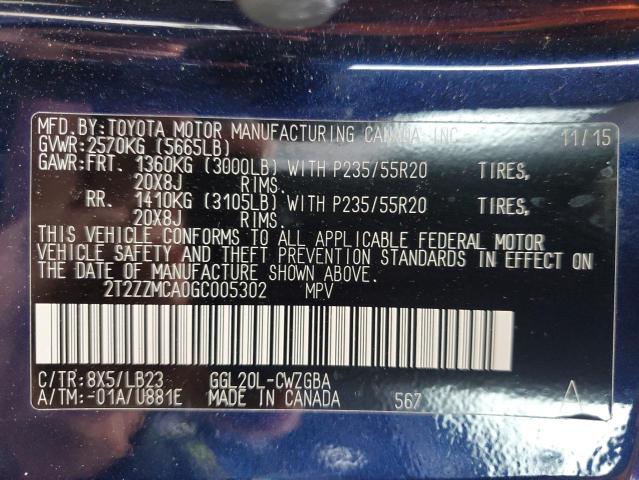 MFD.BY:TOYOTA MOTOR MANUFACTURING CANADA INC. 11/15
GVWR:2570KG (5665LB)
GAWR:FRT. 1360KG (3000LB) WITH P235/55R20 TIRES,
20X8J RIMS.
RR. 1410KG (3105LB) WITH P235/55R20 TIRES,
20X8J RIMS.
THIS VEHICLE CONFORMS TO ALL APPLICABLE FEDERAL MOTOR
VEHICLE SAFETY AND THEFT PREVENTION STANDARDS IN EFFECT ON
THE DATE OF MANUFACTURE SHOWN ABOVE.
2T2ZZMCA0GC005302 MPV
C/TR:8X5/LB23 GGL20L-CWZGBA
A/TM:-01A/U881E MADE IN CANADA 567 A